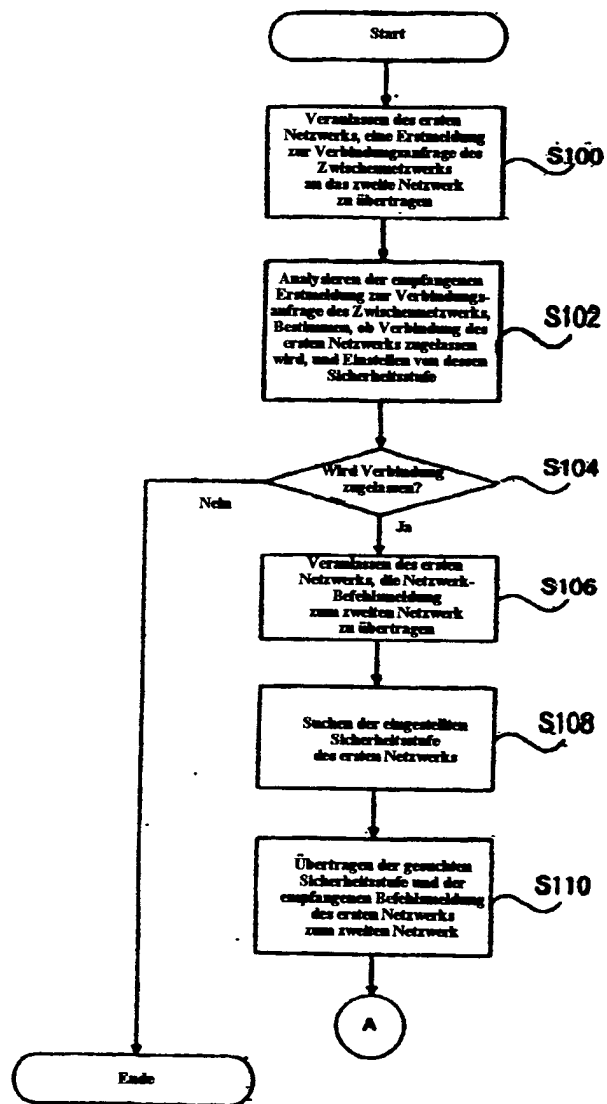 Start
Veranlassen des ersten
Netzwerks, eine Erstmeldung
zur Verbindungsanfrage des
Zwischennetzwerks
an das zweite Netzwerk
zu übertragen
S100
Analysieren der empfangenen
Erstmeldung zur Verbindungs-
anfrage des Zwischennetzwerks,
Bestimmen, ob Verbindung des
ersten Netzwerks zugelassen
wird, und Einstellen von dessen
Sicherheitsstufe
S102
Wird Verbindung
zugelassen?
S104
Nein
Ja
Veranlassen des ersten
Netzwerks, die Netzwerk-
Befehlsmeldung
zum zweiten Netzwerk
zu übertragen
S106
Suchen der eingestellten
Sicherheitsstufe
des ersten Netzwerks
S108
Übertragen der gesuchten
Sicherheitsstufe und der
empfangenen Befehlsmeldung
des ersten Netzwerks
zum zweiten Netzwerk
S110
A
Ende